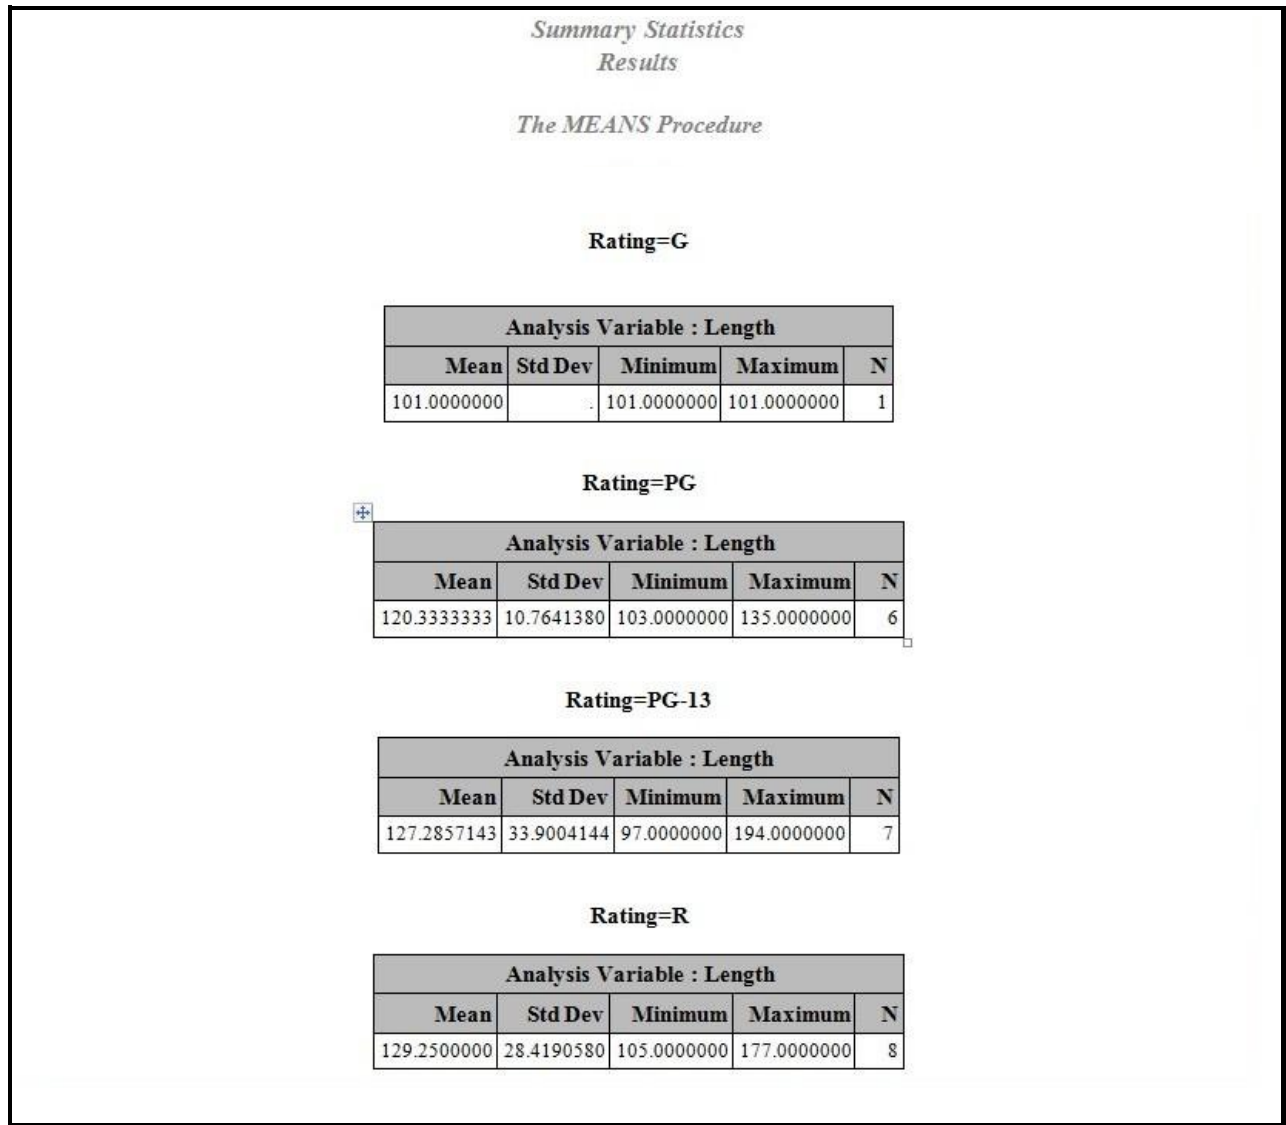 Summary Statistics
Results
The MEANS Procedure
Rating=G
Analysis Variable : Length
Mean Std Dev Minimum Maximum N
101.0000000 . 101.0000000 101.0000000 1
Rating=PG
Analysis Variable : Length
Mean Std Dev Minimum Maximum N
120.3333333 10.7641380 103.0000000 135.0000000 6
Rating=PG-13
Analysis Variable : Length
Mean Std Dev Minimum Maximum N
127.2857143 33.9004144 97.0000000 194.0000000 7
Rating=R
Analysis Variable : Length
Mean Std Dev Minimum Maximum N
129.2500000 28.4190580 105.0000000 177.0000000 8